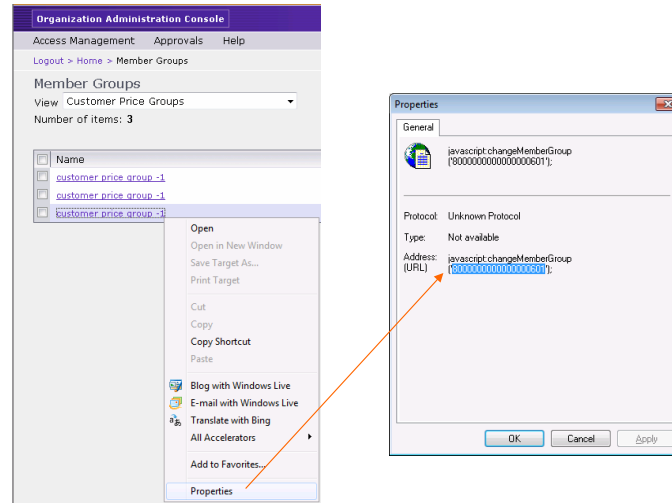 Organization Administration Console
Access Management Approvals Help
Logout > Home > Member Groups
Member Groups
View Customer Price Groups
Number of items: 3
Name
customer price group -1
customer price group -1
customer price group -1
Open
Open in New Window
Save Target As...
Print Target
Cut
Copy
Copy Shortcut
Paste
Blog with Windows Live
E-mail with Windows Live
Translate with Bing
All Accelerators
Add to Favorites...
Properties
Properties
General
javascript:changeMemberGroup
('8000000000000000601');
Protocol: Unknown Protocol
Type: Not available
Address: javascript:changeMemberGroup
(URL) ('8000000000000000601');
OK Cancel Apply